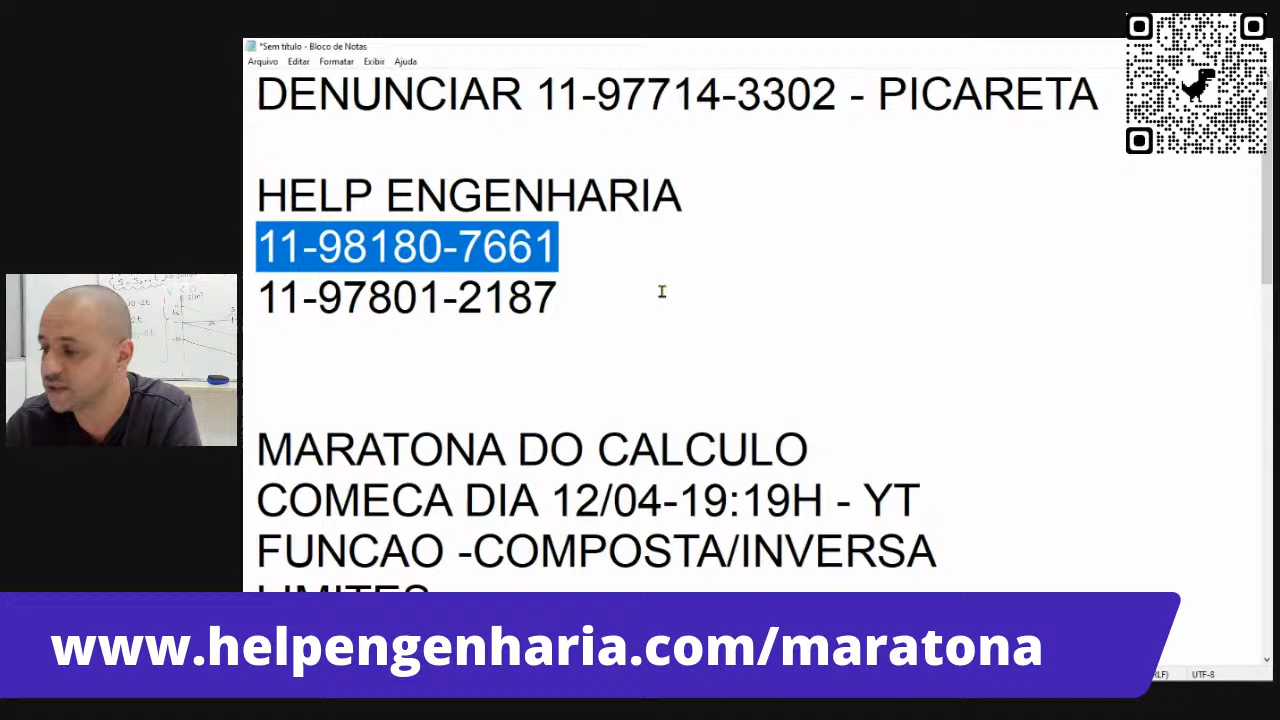 *Sem título - Bloco de Notas
Arquivo Editar Formatar Exibir Ajuda
DENUNCIAR 11-97714-3302 - PICARETA
HELP ENGENHARIA
11-98180-7661
11-97801-2187
MARATONA DO CALCULO
COMECA DIA 12/04-19:19H - YT
FUNCAO -COMPOSTA/INVERSA
LIMITES
www.helpengenharia.com/maratona
UTF-8